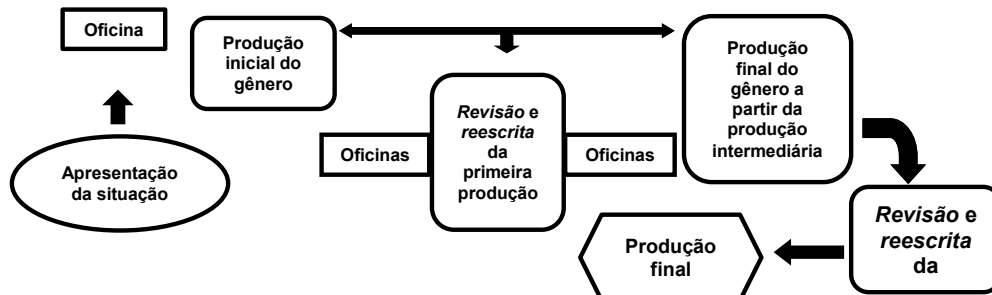 Oficina
Produção
inicial do
gênero
Apresentação
da situação
Oficinas
Revisão e
reescrita
da
primeira
produção
Oficinas
Produção
final do
gênero a
partir da
produção
intermediária
Revisão e
reescrita
da
Produção
final